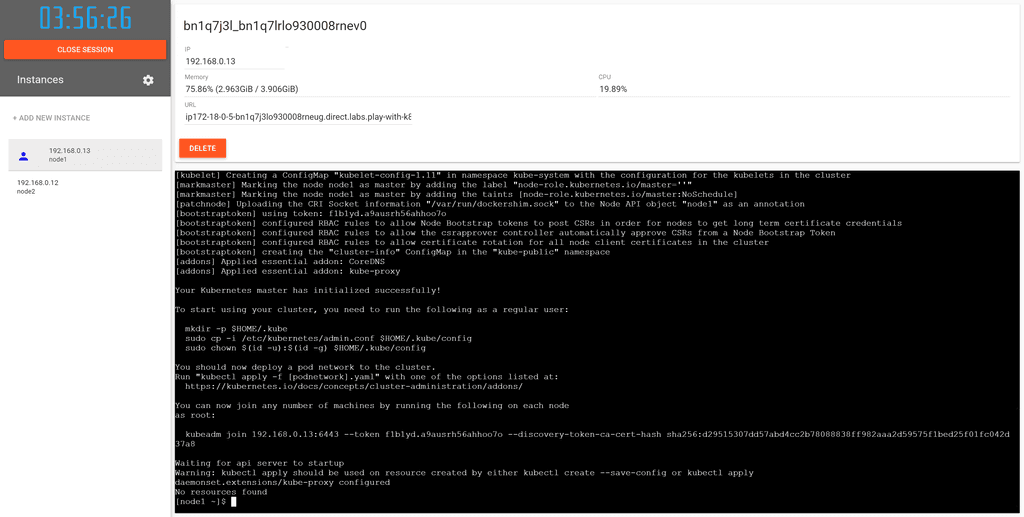 03:56:26
CLOSE SESSION
Instances
+ ADD NEW INSTANCE
192.168.0.13
node1
192.168.0.12
node2
bn1q7j3l_bn1q7lrlo930008rnev0
IP
192.168.0.13
Memory
75.86% (2.963GiB / 3.906GiB)
CPU
19.89%
URL
ip172-18-0-5-bn1q7j3lo930008rneug.direct.labs.play-with-k8
DELETE
[kubelet] Creating a ConfigMap "kubelet-config-1.11" in namespace kube-system with the configuration for the kubelets in the cluster
[markmaster] Marking the node node1 as master by adding the label "node-role.kubernetes.io/master=''"
[markmaster] Marking the node node1 as master by adding the taints [node-role.kubernetes.io/master:NoSchedule]
[patchnode] Uploading the CRI Socket information "/var/run/dockershim.sock" to the Node API object "node1" as an annotation
[bootstraptoken] using token: f1b1yd.a9ausrh56ahhoo7o
[bootstraptoken] configured RBAC rules to allow Node Bootstrap tokens to post CSRs in order for nodes to get long term certificate credentials
[bootstraptoken] configured RBAC rules to allow the csrapprover controller automatically approve CSRs from a Node Bootstrap Token
[bootstraptoken] configured RBAC rules to allow certificate rotation for all node client certificates in the cluster
[bootstraptoken] creating the "cluster-info" ConfigMap in the "kube-public" namespace
[addons] Applied essential addon: CoreDNS
[addons] Applied essential addon: kube-proxy
Your Kubernetes master has initialized successfully!
To start using your cluster, you need to run the following as a regular user:
mkdir -p $HOME/.kube
sudo cp -i /etc/kubernetes/admin.conf $HOME/.kube/config
sudo chown $(id -u):$(id -g) $HOME/.kube/config
You should now deploy a pod network to the cluster.
Run "kubectl apply -f [podnetwork].yaml" with one of the options listed at:
https://kubernetes.io/docs/concepts/cluster-administration/addons/
You can now join any number of machines by running the following on each node
as root:
kubeadm join 192.168.0.13:6443 --token f1b1yd.a9ausrh56ahhoo7o --discovery-token-ca-cert-hash sha256:d29515307dd57abd4cc2b78088838ff982aaa2d59575f1bed25f01fc042d
37a8
Waiting for api server to startup
Warning: kubectl apply should be used on resource created by either kubectl create --save-config or kubectl apply
daemonset.extensions/kube-proxy configured
No resources found
[node1 ~]$